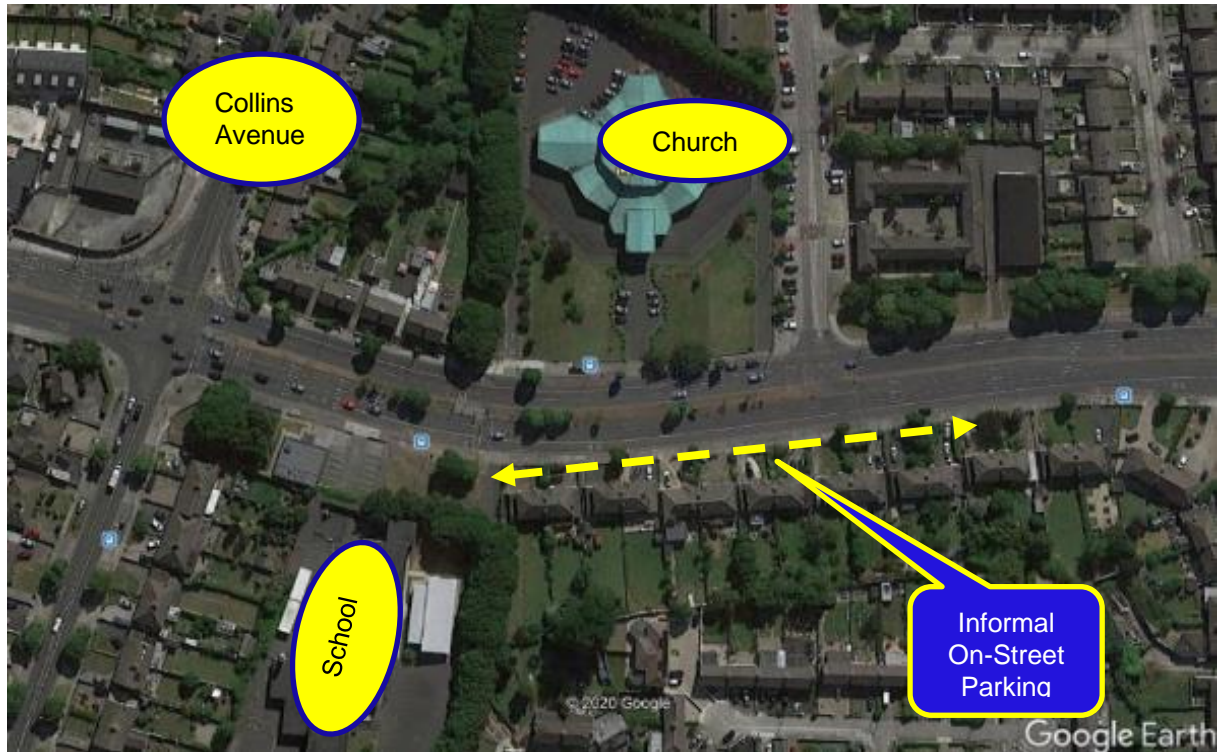 Collins
Avenue
Church
School
Informal
On-Street
Parking
© 2020 Google
Google Earth